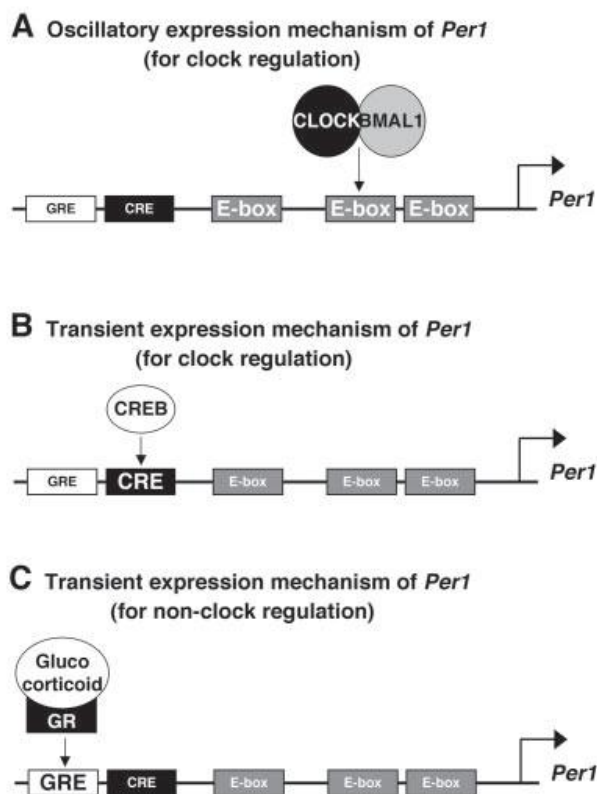 A Oscillatory expression mechanism of Per1
(for clock regulation)
CLOCK BMAL1
GRE CRE E-box E-box E-box Per1
B Transient expression mechanism of Per1
(for clock regulation)
CREB
GRE CRE E-box E-box E-box Per1
C Transient expression mechanism of Per1
(for non-clock regulation)
Gluco
corticoid
GR
GRE CRE E-box E-box E-box Per1